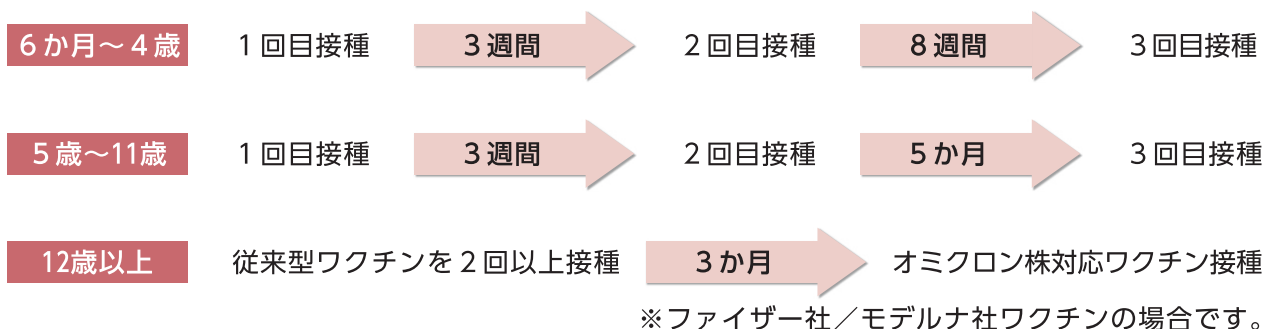 6か月～4歳 1回目接種 3週間 2回目接種 8週間 3回目接種
5歳～11歳 1回目接種 3週間 2回目接種 5か月 3回目接種
12歳以上 従来型ワクチンを2回以上接種 3か月 オミクロン株対応ワクチン接種
※ファイザー社／モデルナ社ワクチンの場合です。